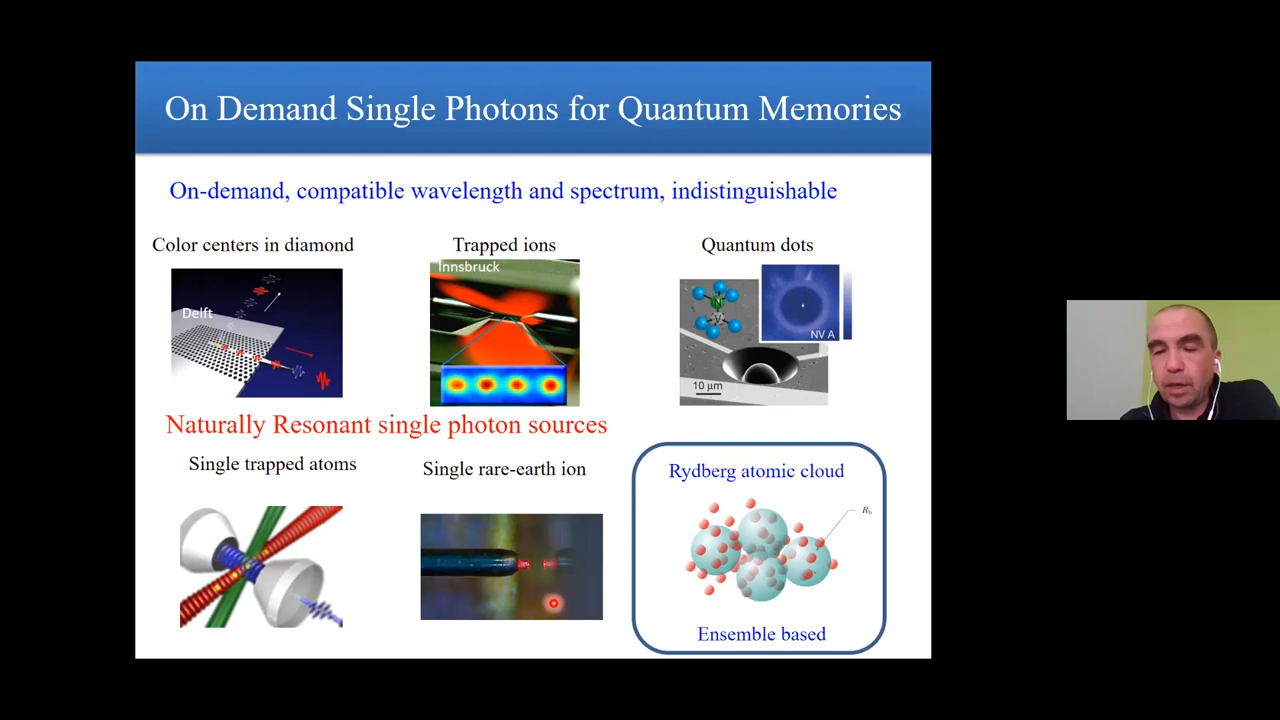 On Demand Single Photons for Quantum Memories
On-demand, compatible wavelength and spectrum, indistinguishable
Color centers in diamond
Trapped ions
Quantum dots
Delft
Innsbruck
NV A
10 μm
Naturally Resonant single photon sources
Single trapped atoms
Single rare-earth ion
Rydberg atomic cloud
Rb
Ensemble based